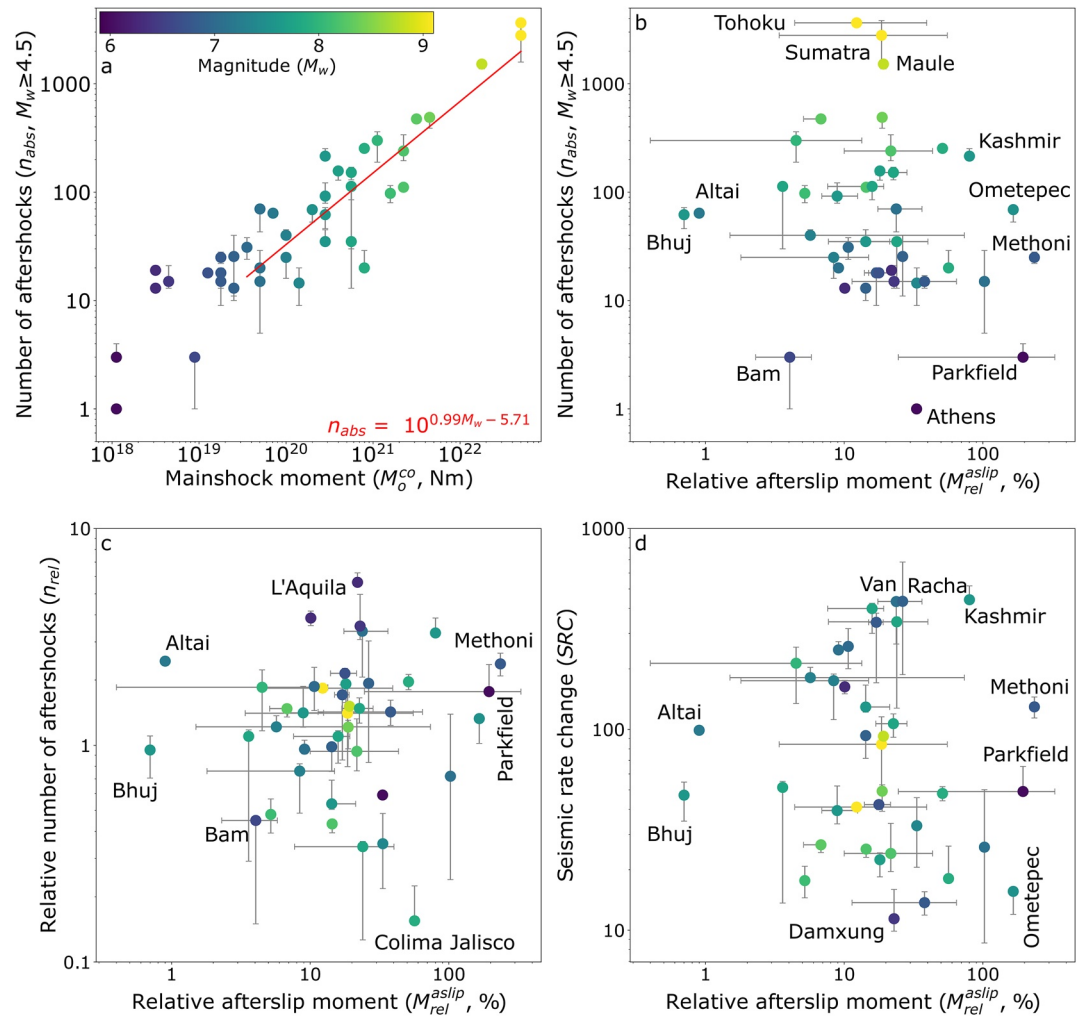 6 7 8 9
a
Magnitude (Mw)
Number of aftershocks (nabs, Mw≥4.5)
1000
100
10
1
nabs = 10^0.99Mw−5.71
10^18 10^19 10^20 10^21 10^22
Mainshock moment (Mo^co, Nm)
b
Tohoku
Sumatra
Maule
Kashmir
Altai
Ometepec
Bhuj
Methoni
Bam
Parkfield
Athens
Number of aftershocks (nabs, Mw≥4.5)
1000
100
10
1
1 10 100
Relative afterslip moment (Mrel^aslip, %)
c
L'Aquila
Altai
Methoni
Parkfield
Bhuj
Bam
Colima Jalisco
Relative number of aftershocks (nrel)
10
1
0.1
1 10 100
Relative afterslip moment (Mrel^aslip, %)
d
Van Racha
Kashmir
Methoni
Altai
Parkfield
Bhuj
Ometepec
Damxung
Seismic rate change (SRC)
1000
100
10
1 10 100
Relative afterslip moment (Mrel^aslip, %)